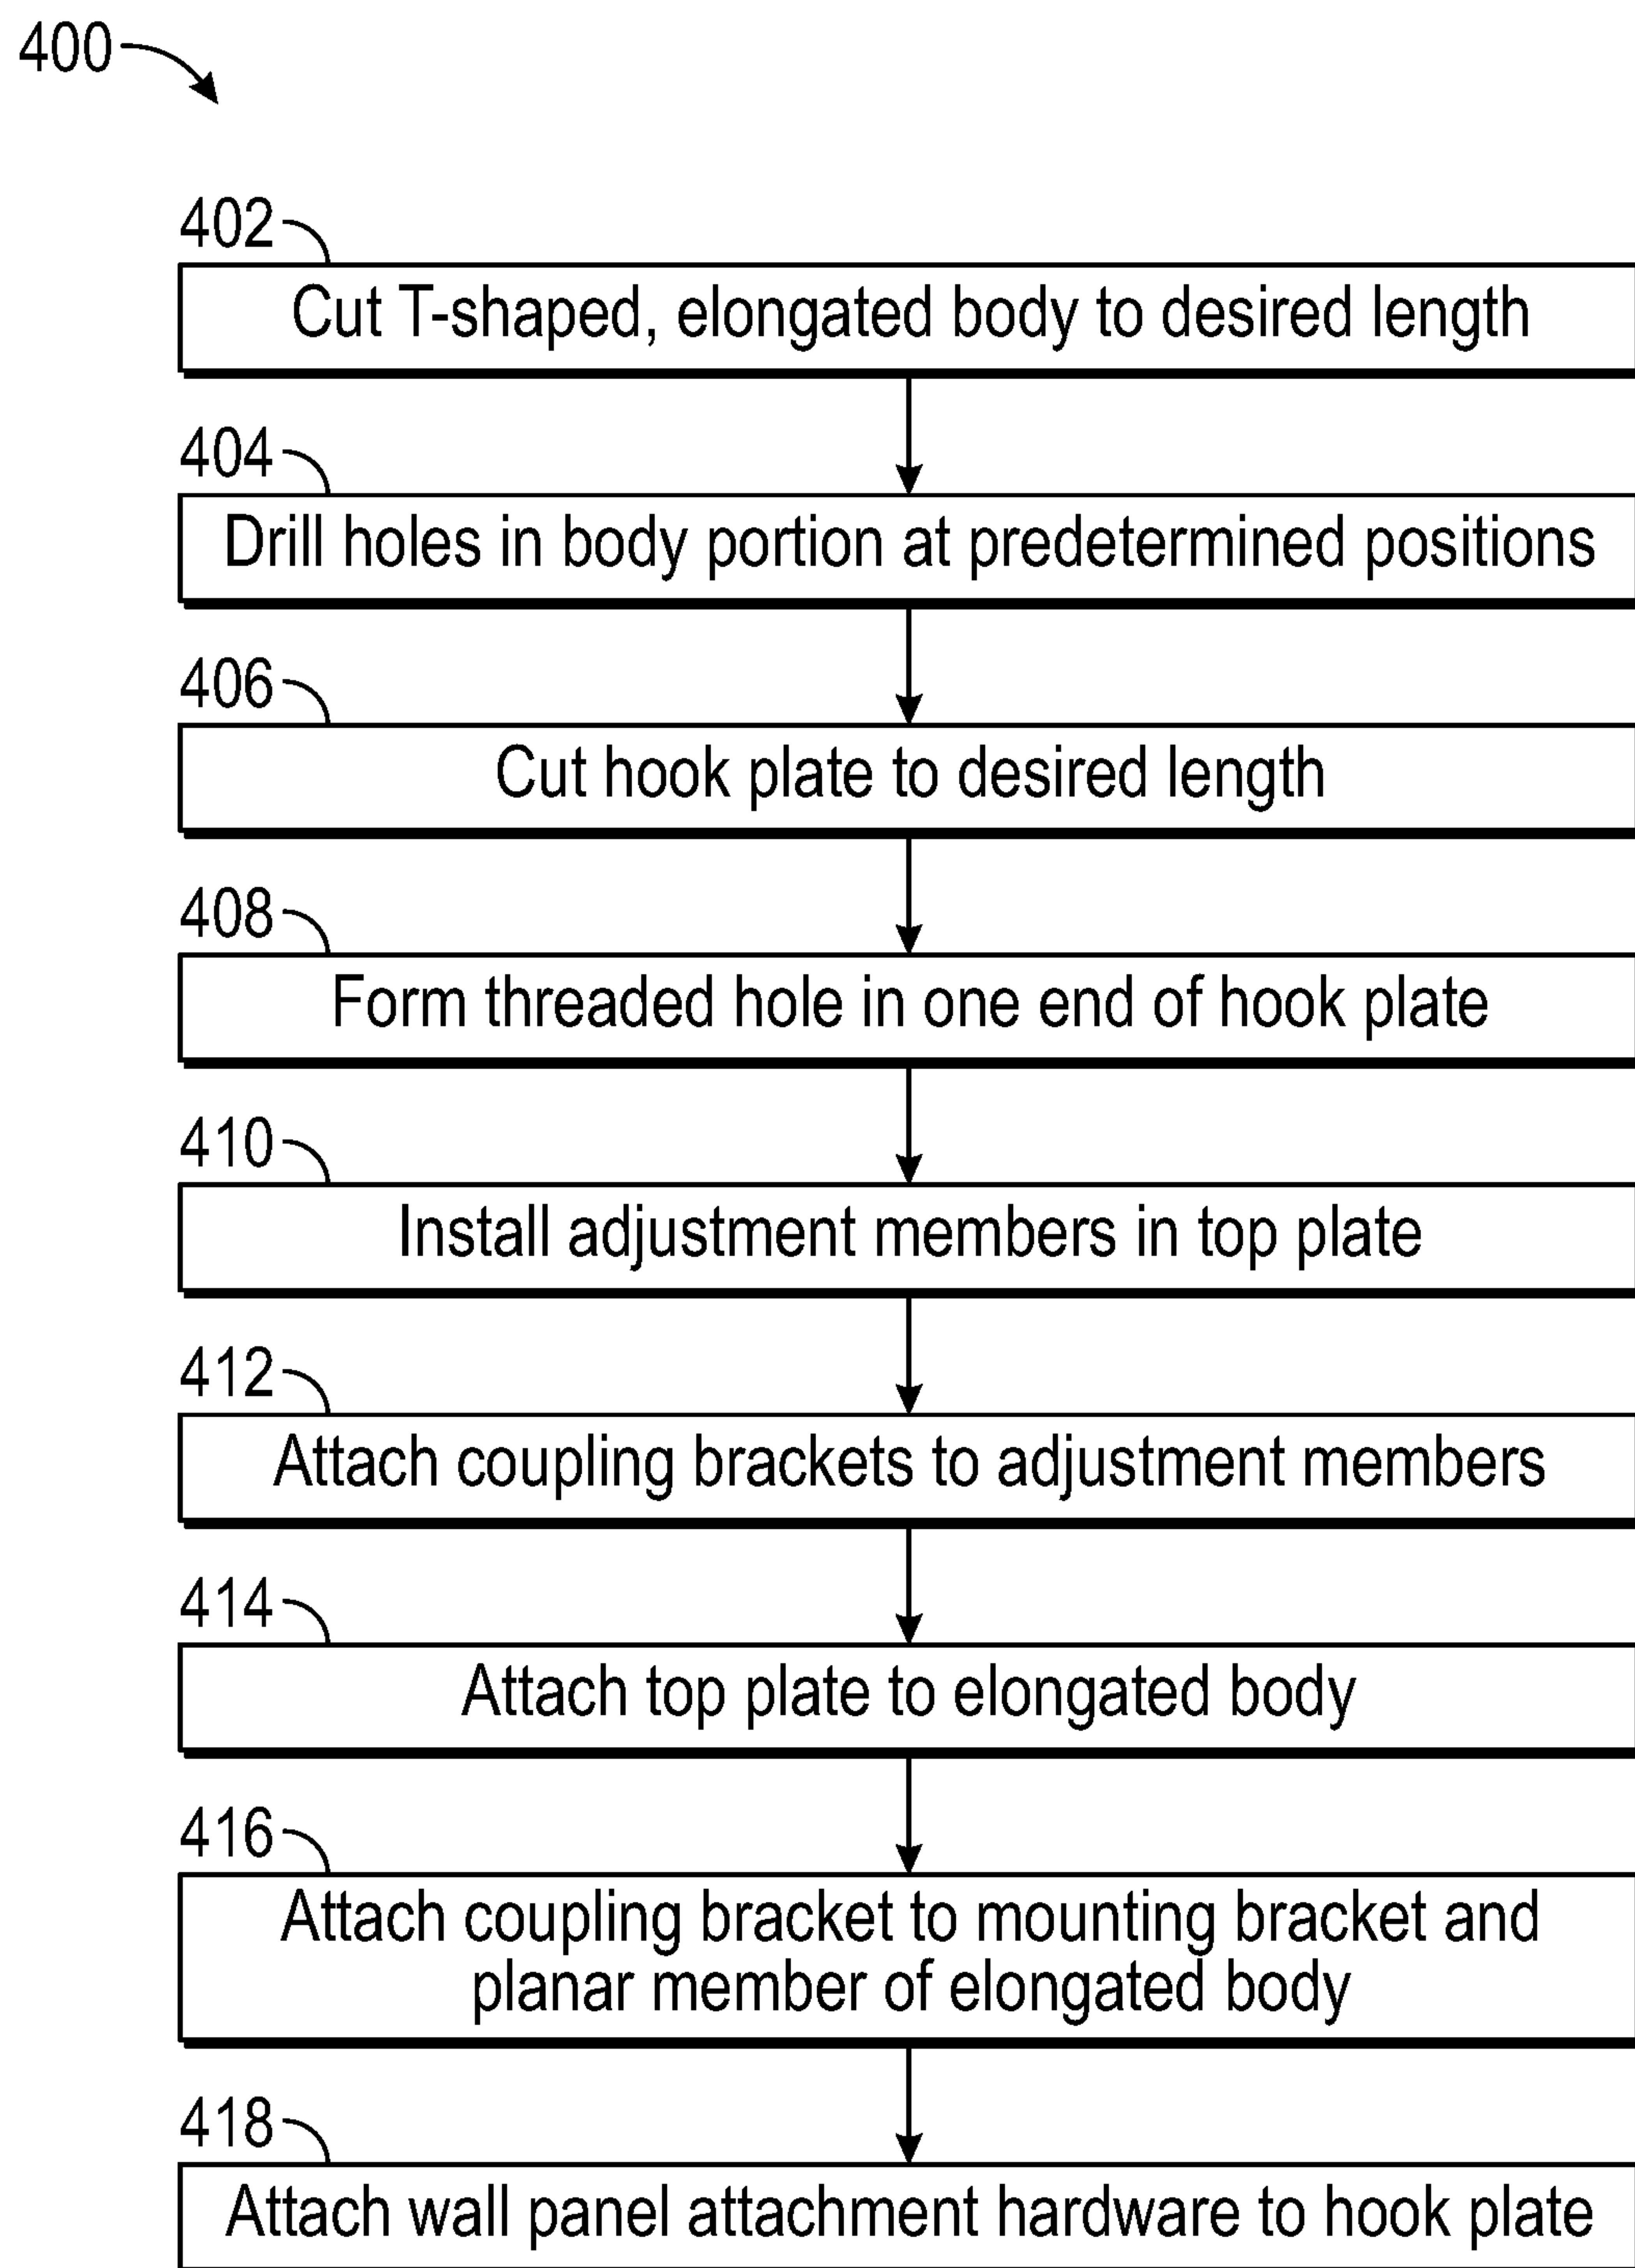 400
402
Cut T-shaped, elongated body to desired length
404
Drill holes in body portion at predetermined positions
406
Cut hook plate to desired length
408
Form threaded hole in one end of hook plate
410
Install adjustment members in top plate
412
Attach coupling brackets to adjustment members
414
Attach top plate to elongated body
416
Attach coupling bracket to mounting bracket and
planar member of elongated body
418
Attach wall panel attachment hardware to hook plate